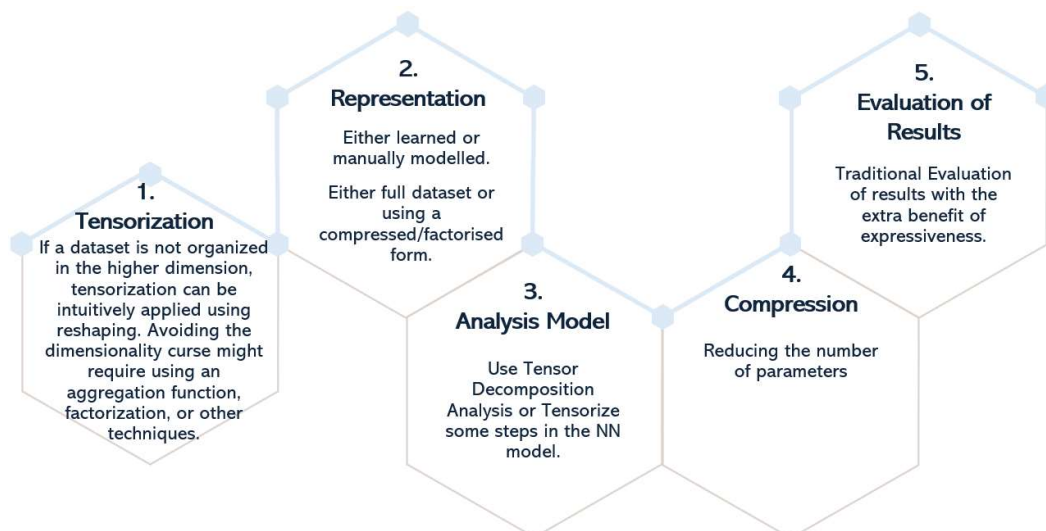 1.
Tensorization
If a dataset is not organized
in the higher dimension,
tensorization can be
intuitively applied using
reshaping. Avoiding the
dimensionality curse might
require using an
aggregation function,
factorization, or other
techniques.
2.
Representation
Either learned or
manually modelled.
Either full dataset or
using a
compressed/factorised
form.
3.
Analysis Model
Use Tensor
Decomposition
Analysis or Tensorize
some steps in the NN
model.
4.
Compression
Reducing the number
of parameters
5.
Evaluation of
Results
Traditional Evaluation
of results with the
extra benefit of
expressiveness.